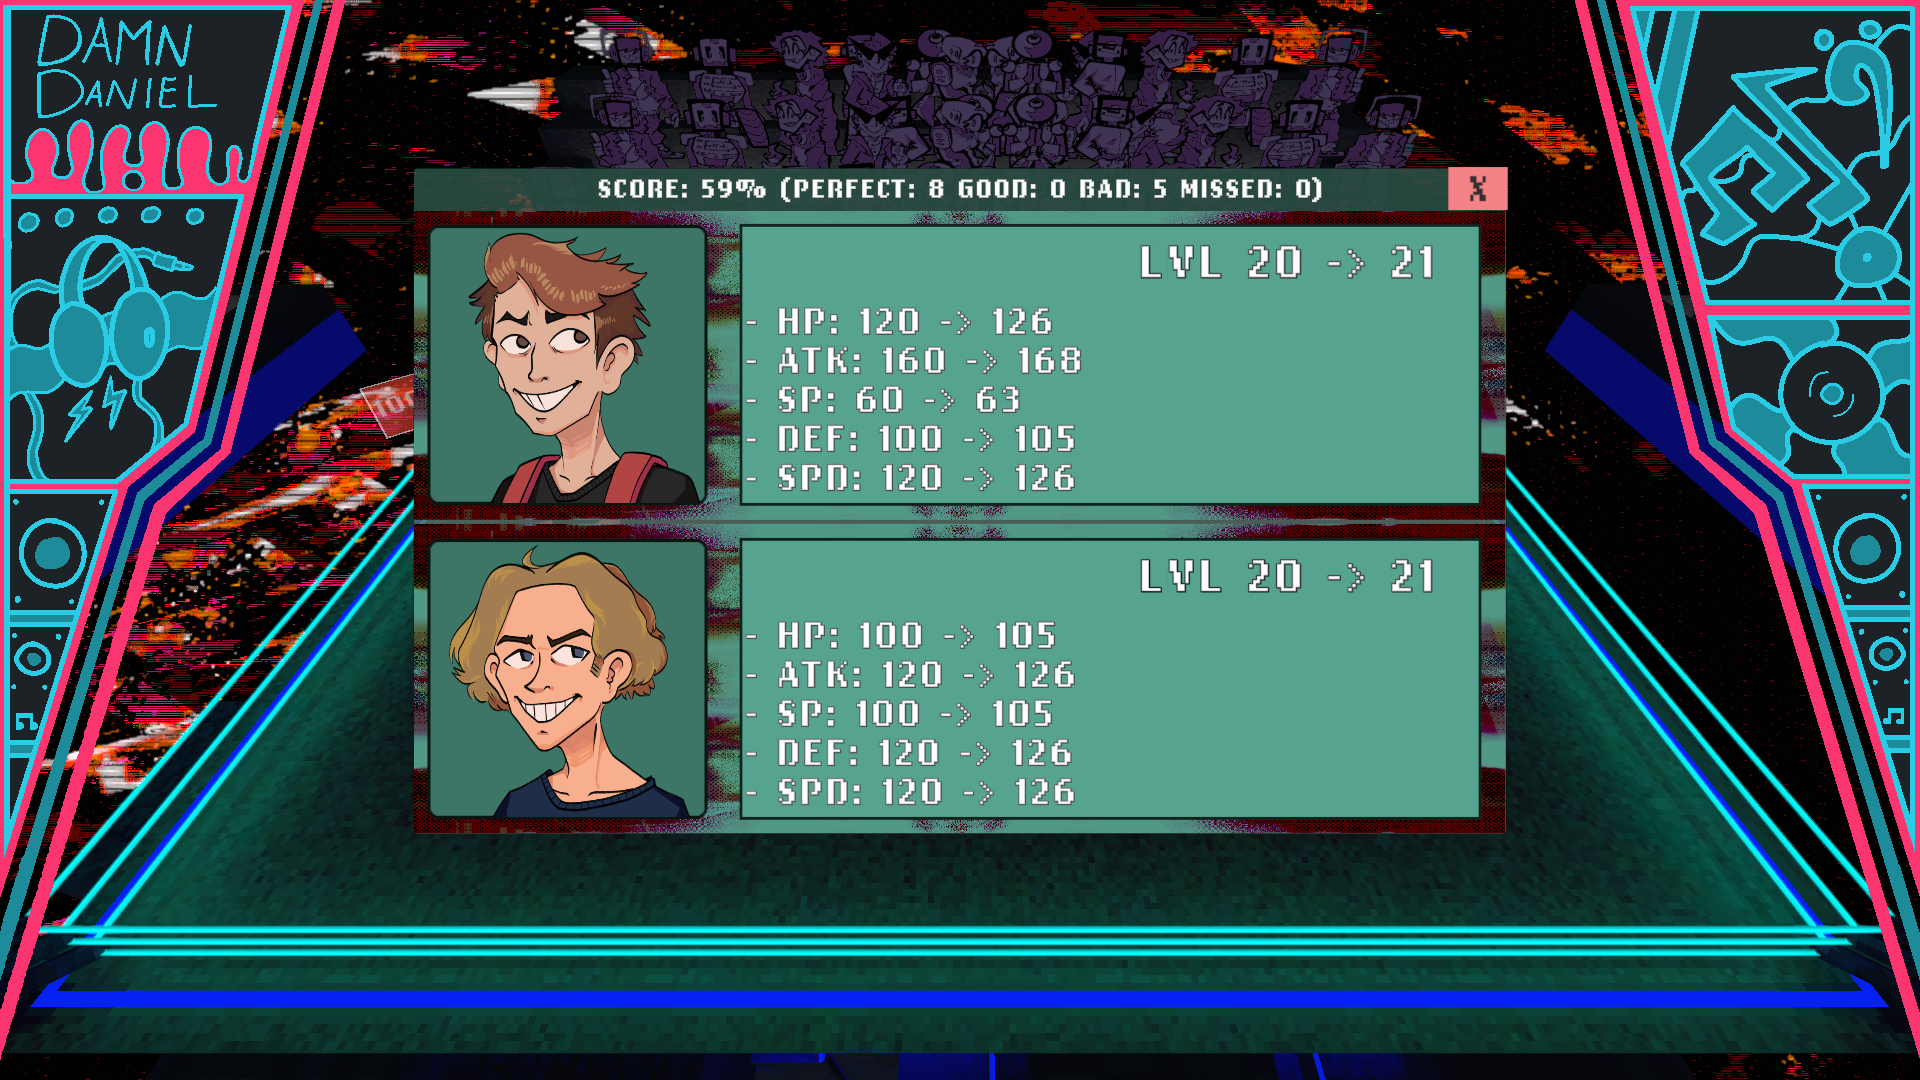 DAMN
DANIEL
SCORE: 59% (PERFECT: 8 GOOD: 0 BAD: 5 MISSED: 0)
X
LVL 20 -> 21
- HP: 120 -> 126
- ATK: 160 -> 168
- SP: 60 -> 63
- DEF: 100 -> 105
- SPD: 120 -> 126
LVL 20 -> 21
- HP: 100 -> 105
- ATK: 120 -> 126
- SP: 100 -> 105
- DEF: 120 -> 126
- SPD: 120 -> 126